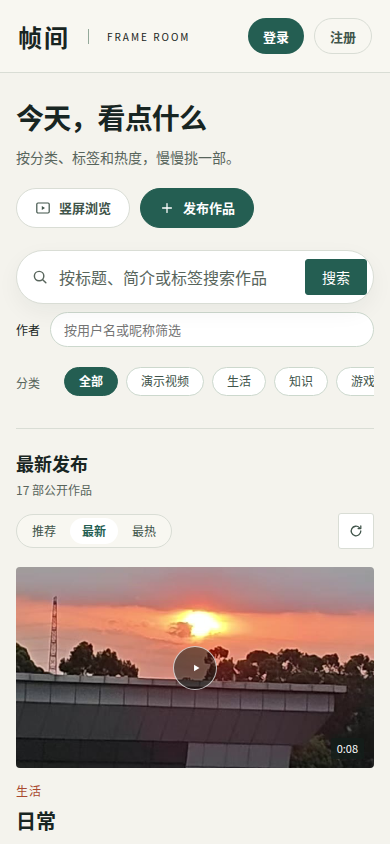 帧间 FRAME ROOM 登录 注册
今天，看点什么
按分类、标签和热度，慢慢挑一部。
竖屏浏览 发布作品
按标题、简介或标签搜索作品 搜索
作者 按用户名或昵称筛选
分类 全部 演示视频 生活 知识 游戏
最新发布
17 部公开作品
推荐 最新 最热
0:08
生活
日常